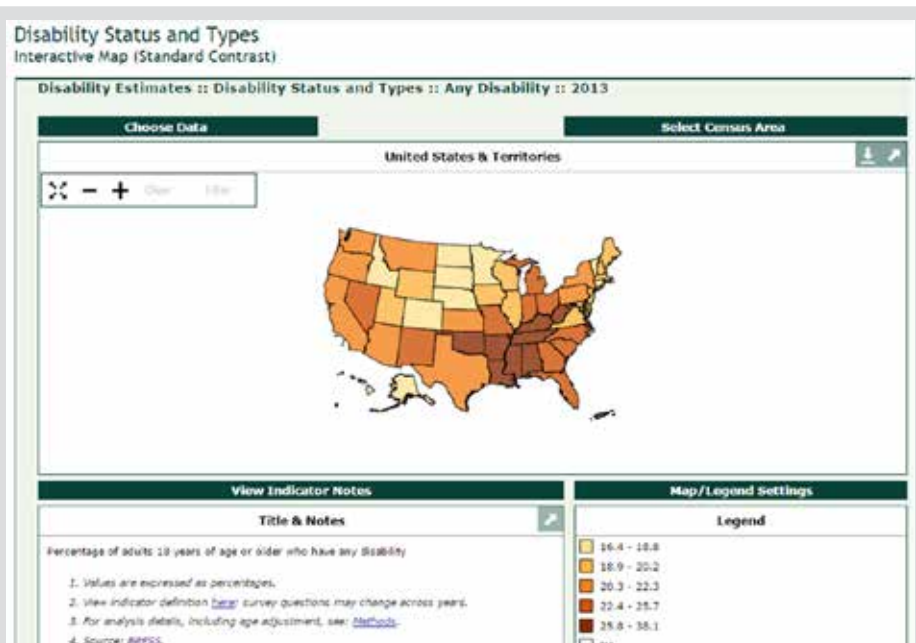 Disability Status and Types
Interactive Map (Standard Contrast)
Disability Estimates :: Disability Status and Types :: Any Disability :: 2013
Choose Data
Select Census Area
United States & Territories
Clear
View Indicator Notes
Map/Legend Settings
Title & Notes
Legend
Percentage of adults 18 years of age or older who have any disability
1. Values are expressed as percentages.
2. View indicator definition here; survey questions may change across years.
3. For analysis details, including age adjustment, see: Methods.
4. Source: BRFSS.
16.4 - 18.8
18.9 - 20.2
20.3 - 22.3
22.4 - 25.7
25.8 - 38.1